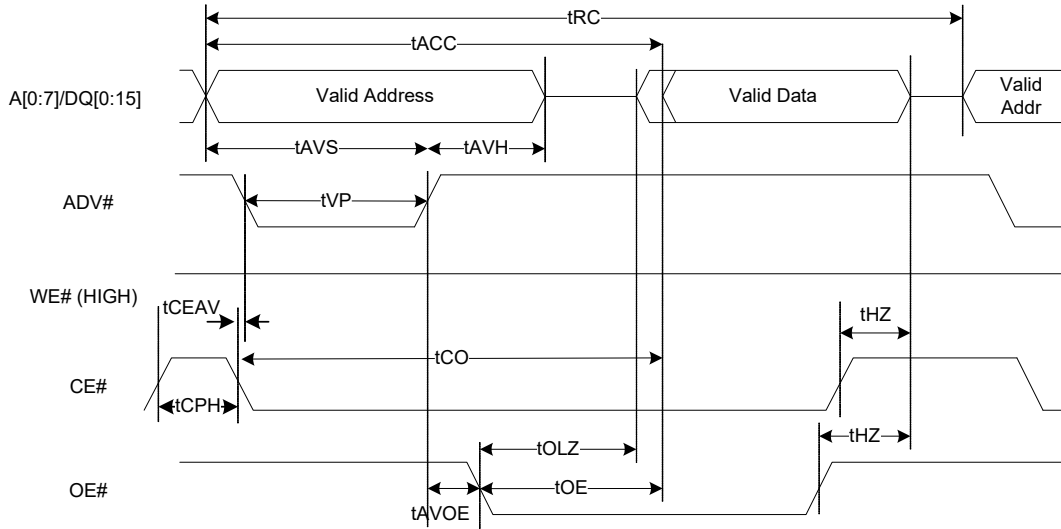 tRC
tACC
A[0:7]/DQ[0:15]
Valid Address
Valid Data
Valid
Addr
tAVS
tAVH
ADV#
tVP
WE# (HIGH)
tCEAV
tHZ
tCO
CE#
tCPH
tHZ
tOLZ
OE#
tOE
tAVOE